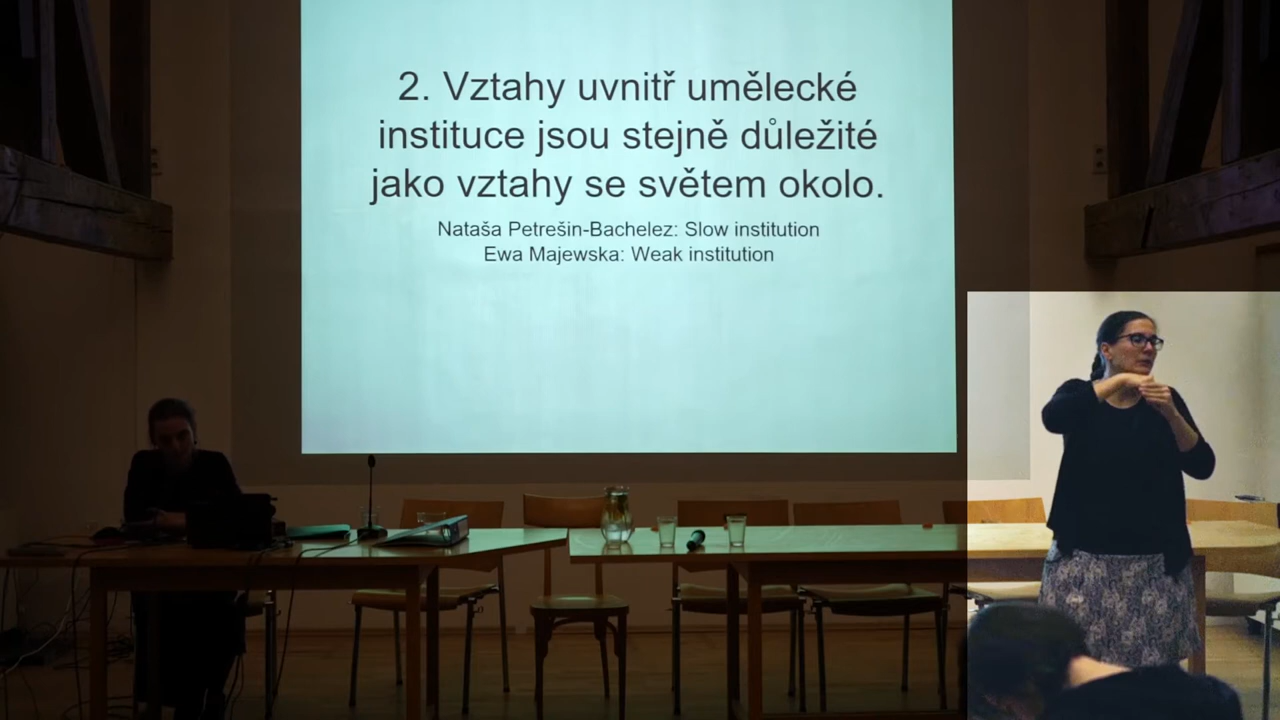 2. Vztahy uvnitř umělecké
instituce jsou stejně důležité
jako vztahy se světem okolo.
Nataša Petrešin-Bachelez: Slow institution
Ewa Majewska: Weak institution